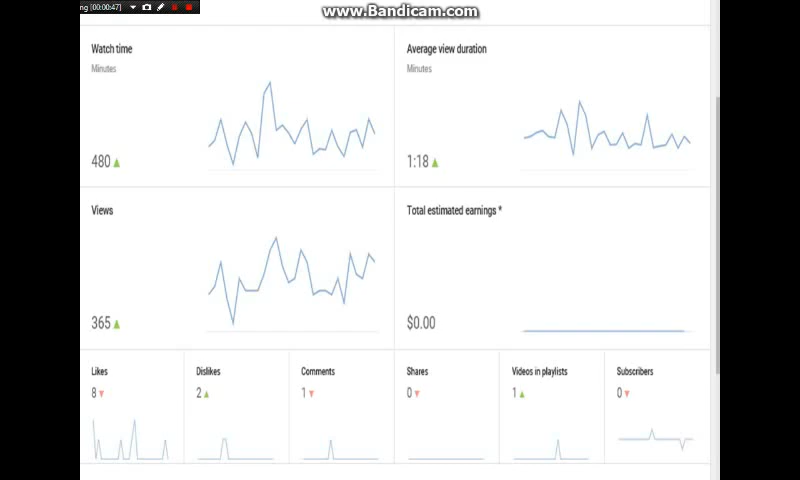 www.Bandicam.com
ng [00:00:47]
Watch time
Minutes
480
Average view duration
Minutes
1:18
Views
365
Total estimated earnings *
$0.00
Likes
8
Dislikes
2
Comments
1
Shares
0
Videos in playlists
1
Subscribers
0